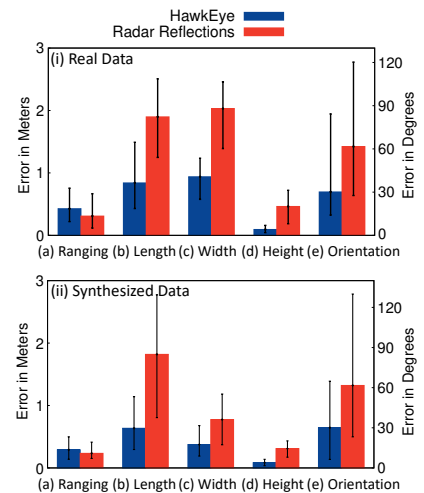 HawkEye
Radar Reflections
(i) Real Data
3
2
1
0
Error in Meters
120
90
60
30
0
Error in Degrees
(a) Ranging (b) Length (c) Width (d) Height (e) Orientation
(ii) Synthesized Data
3
2
1
0
Error in Meters
120
90
60
30
0
Error in Degrees
(a) Ranging (b) Length (c) Width (d) Height (e) Orientation